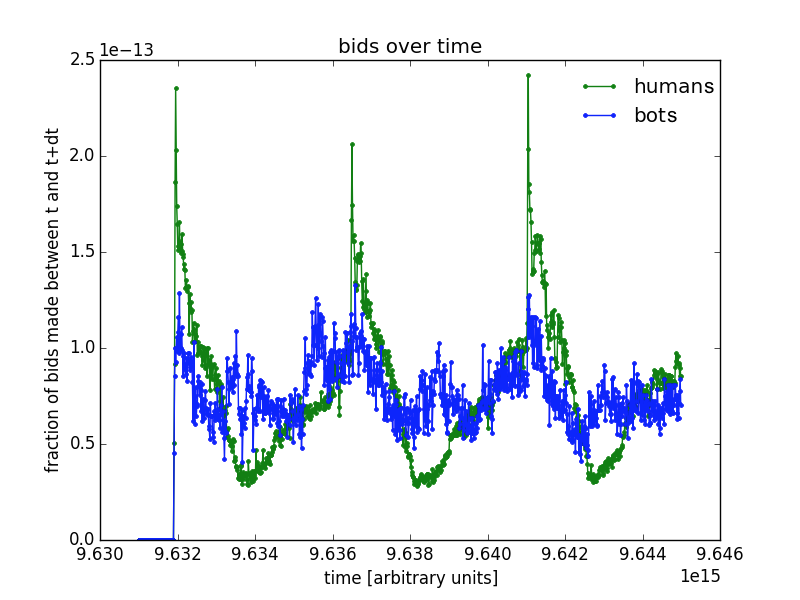 bids over time
1e−13
2.5
2.0
1.5
1.0
0.5
0.0
fraction of bids made between t and t+dt
humans
bots
9.630 9.632 9.634 9.636 9.638 9.640 9.642 9.644 9.646
time [arbitrary units]
1e15